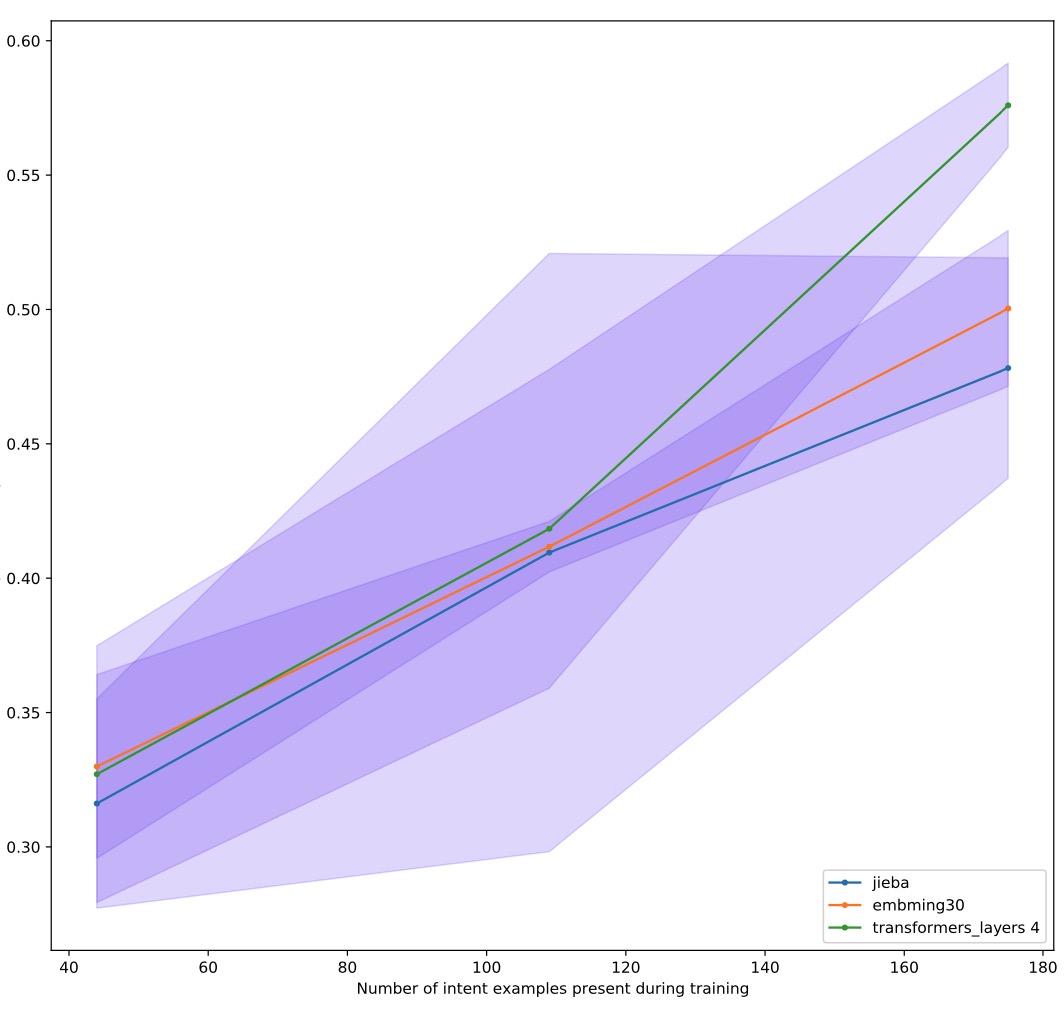 0.60
0.55
0.50
0.45
0.40
0.35
0.30
jieba
embming30
transformers_layers 4
40 60 80 100 120 140 160 180
Number of intent examples present during training